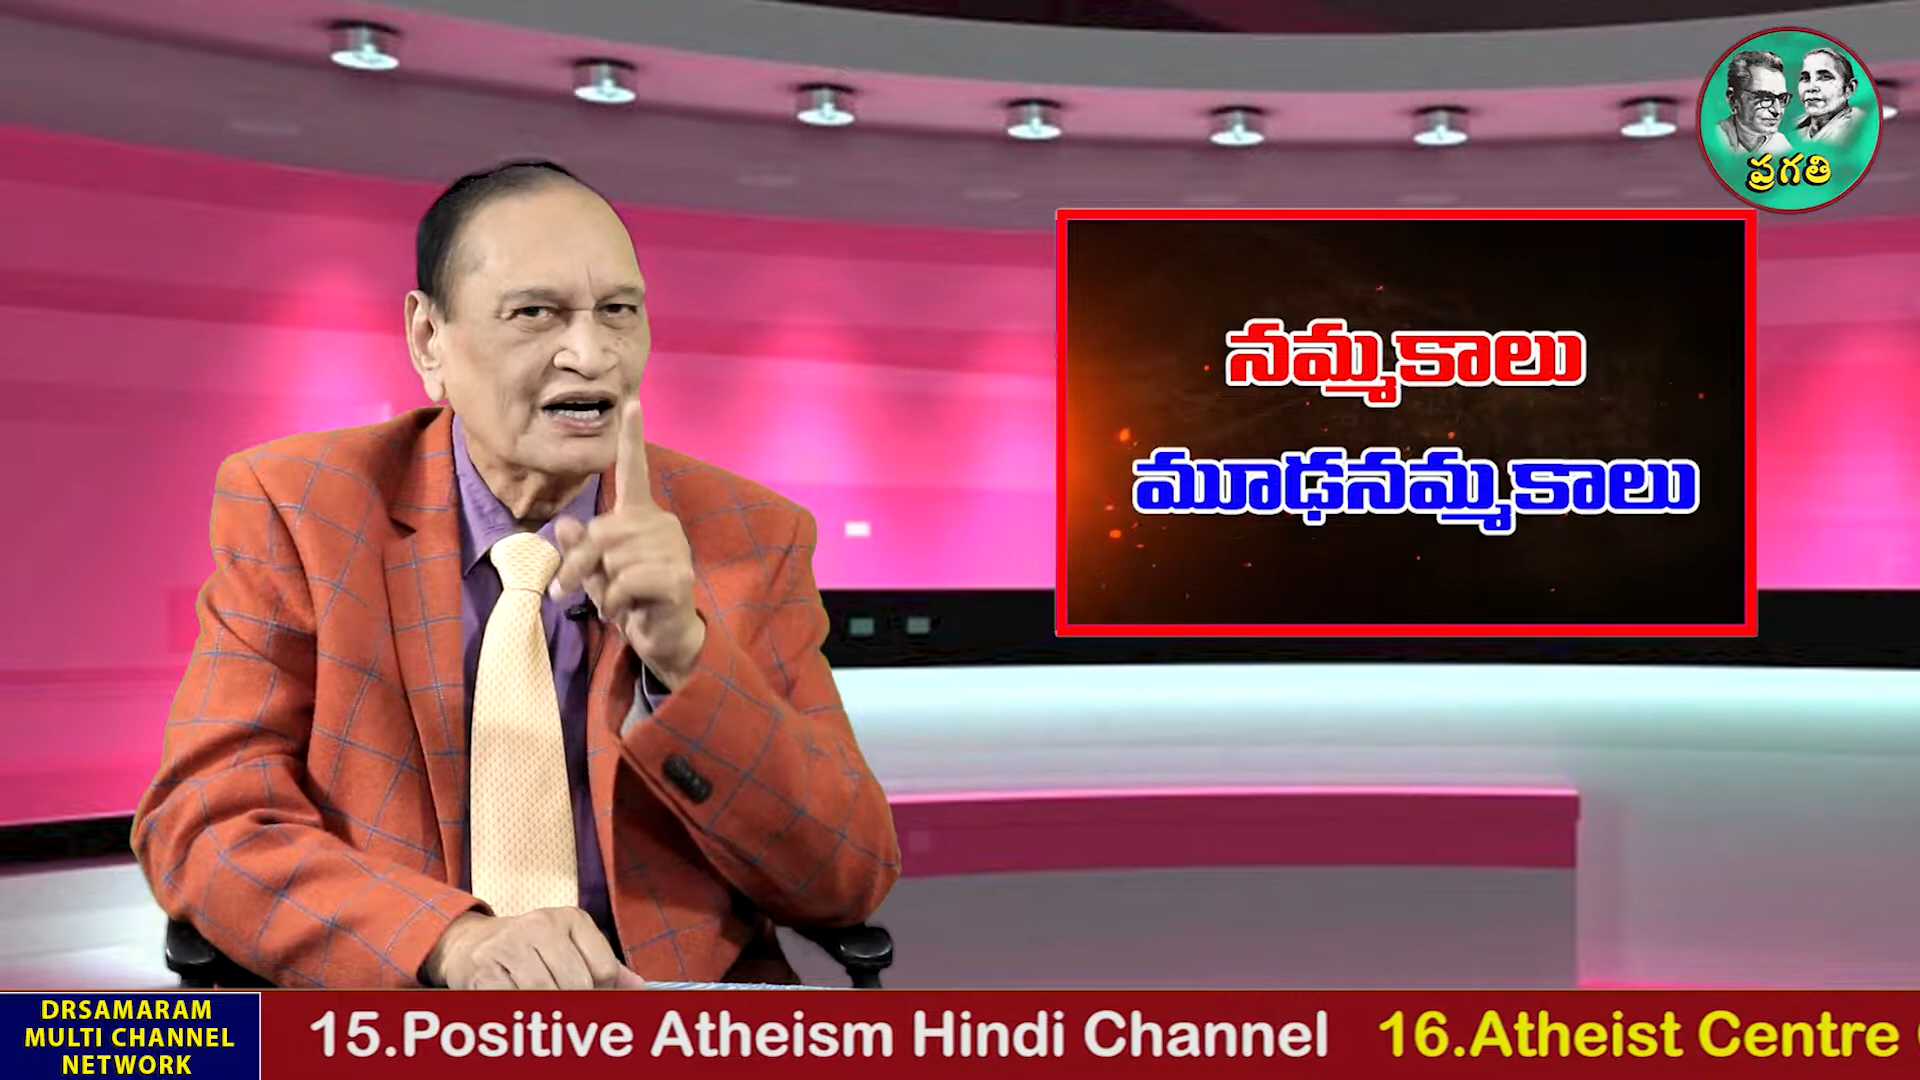 ప్రగతి
నమ్మకాలు
మూఢనమ్మకాలు
DRSAMARAM
MULTI CHANNEL
NETWORK
15.Positive Atheism Hindi Channel 16.Atheist Centre